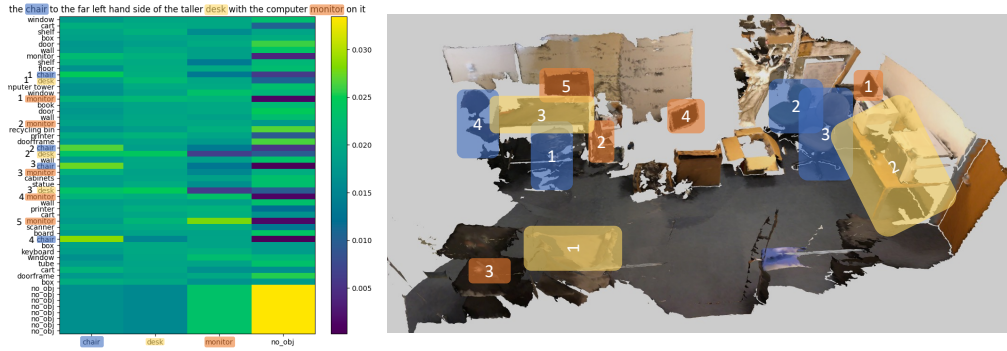 the chair to the far left hand side of the taller desk with the computer monitor on it
window
cart
shelf
box
door
wall
monitor
shelf
floor
1 chair
1 desk
nputer tower
window
1 monitor
book
door
wall
2 monitor
recycling bin
printer
doorframe
2 chair
2 desk
wall
3 chair
3 monitor
cabinets
statue
3 desk
4 monitor
wall
printer
cart
5 monitor
scanner
board
4 chair
box
keyboard
window
tube
cart
doorframe
box
no_obj
no_obj
no_obj
no_obj
no_obj
no_obj
no_obj
no_obj
chair desk monitor no_obj
0.030
0.025
0.020
0.015
0.010
0.005
5
1
2
4
3
4
3
2
1
2
1
3